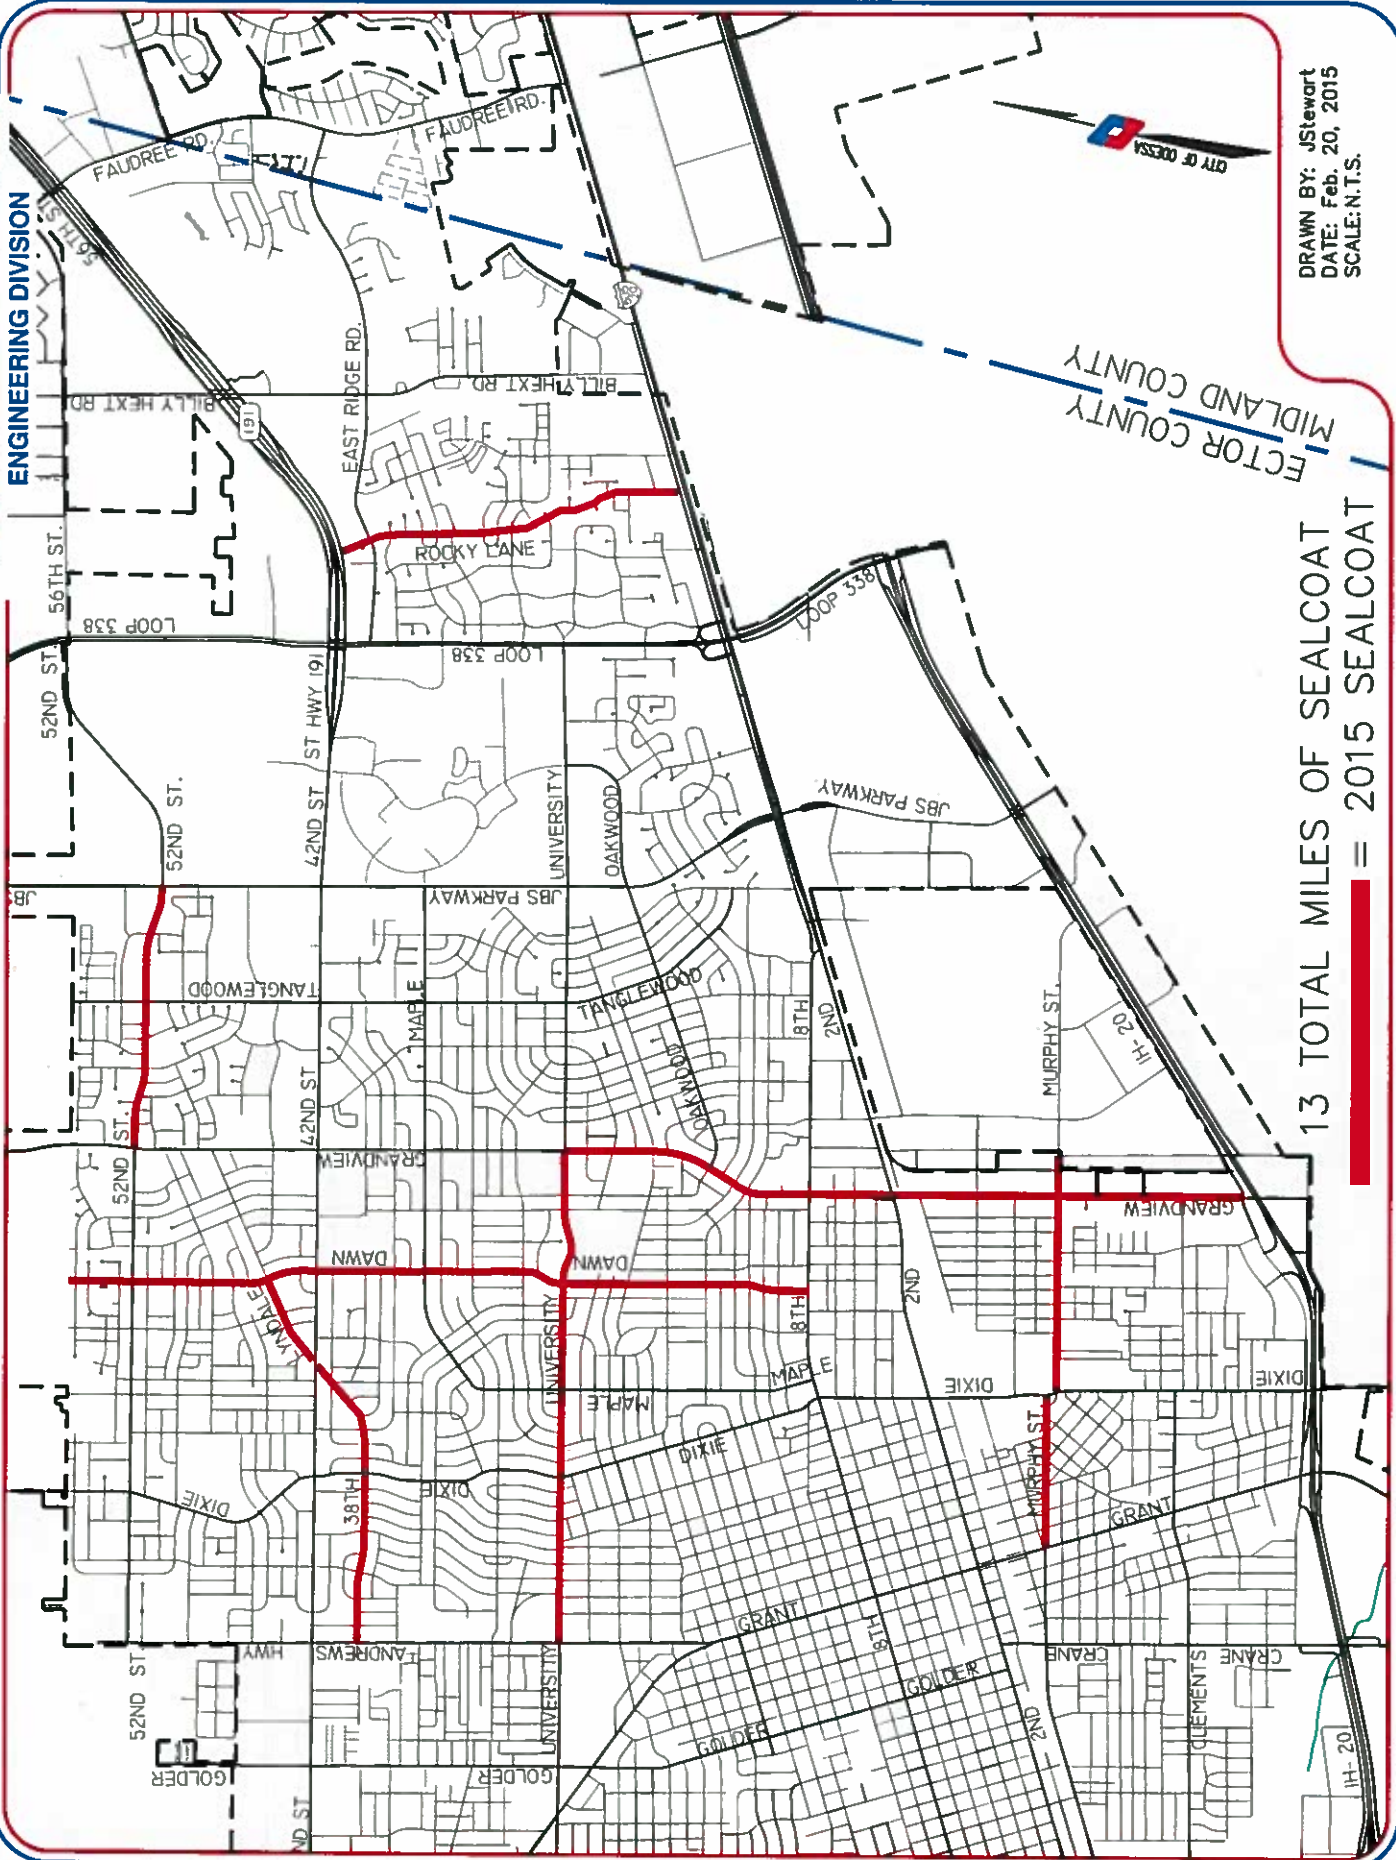 ENGINEERING DIVISION
FAUDREE RD.
FAUDREE RD.
56TH ST.
BILLY HEXT RD
191
EAST RIDGE RD.
BILLY HEXT RD.
ROCKY LANE
56TH ST.
52ND ST.
LOOP 338
LOOP 338
LOOP 338
ST HWY 191
42ND ST
52ND ST.
UNIVERSITY
OAKWOOD
JBS PARKWAY
JBS PARKWAY
JBS
TANGLEWOOD
TANGLEWOOD
MAPLE
OAKWOOD
8TH
2ND
MURPHY ST.
IH- 20
42ND ST
52ND ST.
GRANDVIEW
GRANDVIEW
DAWN
DAWN
LYNDALE
UNIVERSITY
8TH
2ND
MAPLE
MAPLE
DIXIE
DIXIE
DIXIE
DIXIE
DIXIE
38TH
MURPHY ST.
GRANT
GRANT
8TH
52ND ST.
HWY
ANDREWS
UNIVERSITY
GOLDER
GOLDER
GOLDER
GOLDER
2ND
CRANE
CRANE
CLEMENTS
IH- 20
ND ST
ECTOR COUNTY
MIDLAND COUNTY
CITY OF ODESSA
DRAWN BY: JStewart
DATE: Feb. 20, 2015
SCALE: N.T.S.
13 TOTAL MILES OF SEALCOAT
= 2015 SEALCOAT